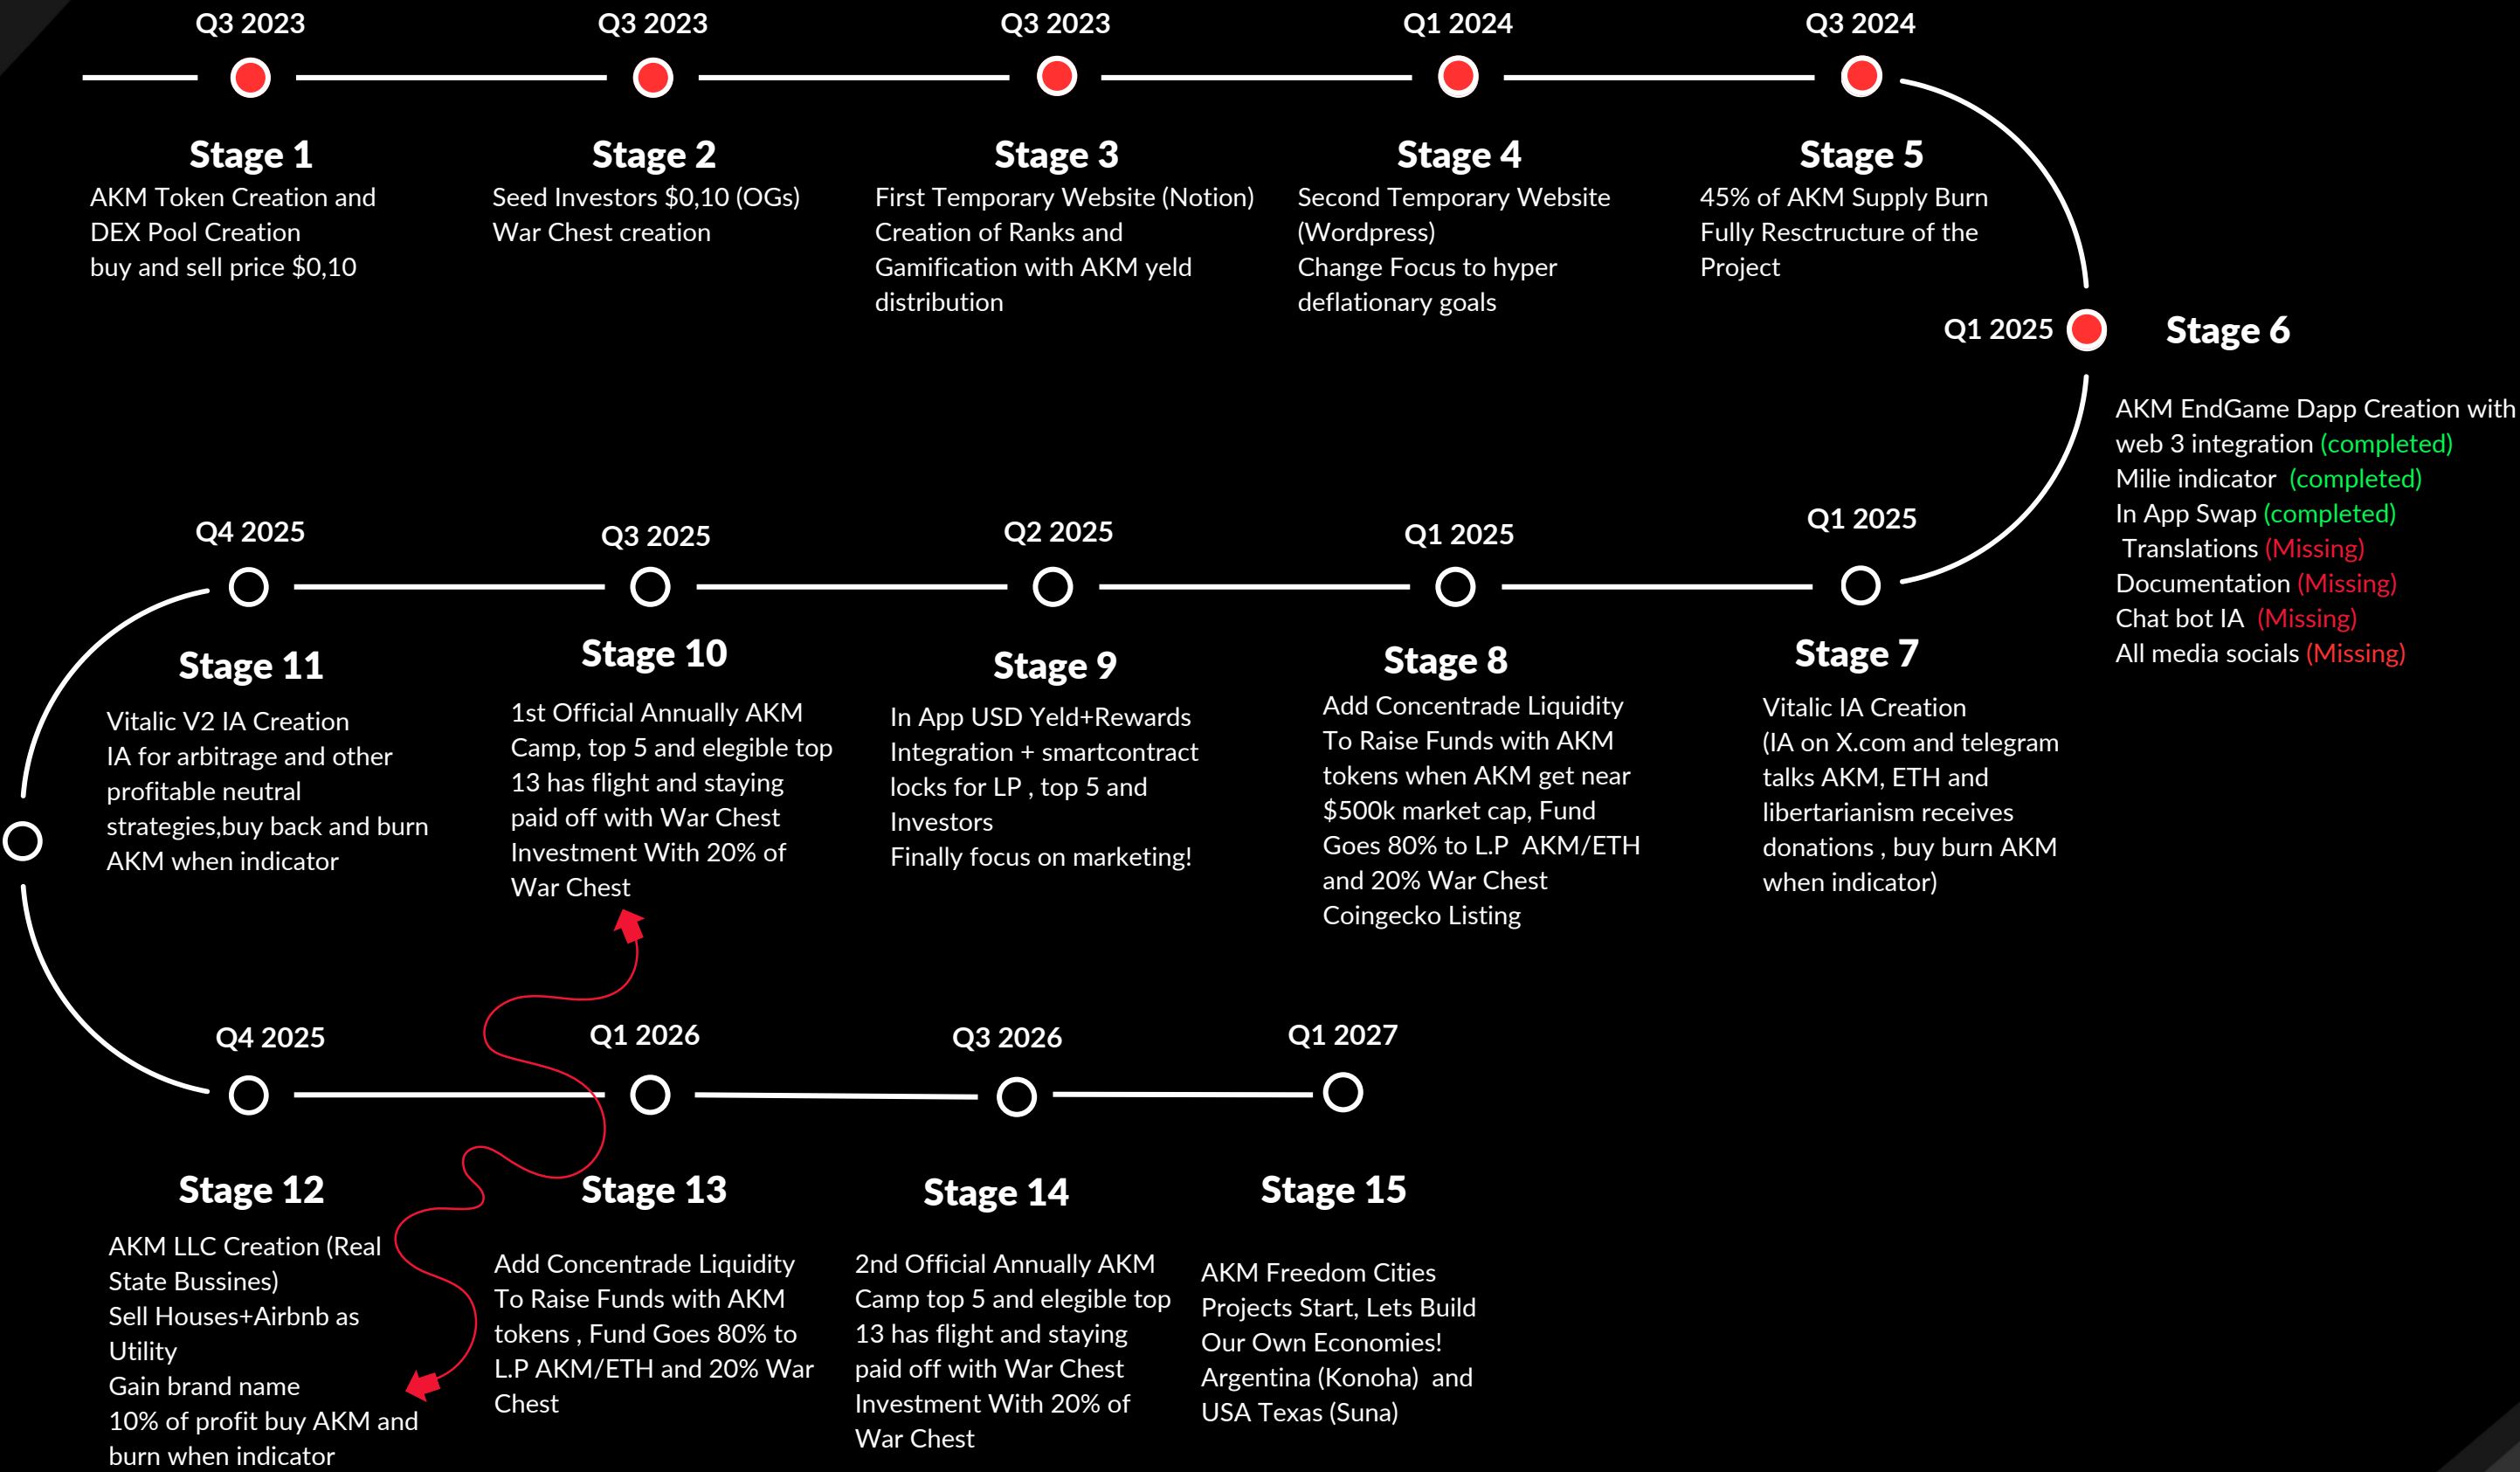 Q3 2023
Stage 1
AKM Token Creation and
DEX Pool Creation
buy and sell price $0,10
Q3 2023
Stage 2
Seed Investors $0,10 (OGs)
War Chest creation
Q3 2023
Stage 3
First Temporary Website (Notion)
Creation of Ranks and
Gamification with AKM yeld
distribution
Q1 2024
Stage 4
Second Temporary Website
(Wordpress)
Change Focus to hyper
deflationary goals
Q3 2024
Stage 5
45% of AKM Supply Burn
Fully Resctructure of the
Project
Q1 2025
Stage 6
AKM EndGame Dapp Creation with
web 3 integration (completed)
Milie indicator (completed)
In App Swap (completed)
Translations (Missing)
Documentation (Missing)
Chat bot IA (Missing)
All media socials (Missing)
Q1 2025
Stage 7
Vitalic IA Creation
(IA on X.com and telegram
talks AKM, ETH and
libertarianism receives
donations , buy burn AKM
when indicator)
Q1 2025
Stage 8
Add Concentrade Liquidity
To Raise Funds with AKM
tokens when AKM get near
$500k market cap, Fund
Goes 80% to L.P AKM/ETH
and 20% War Chest
Coingecko Listing
Q2 2025
Stage 9
In App USD Yeld+Rewards
Integration + smartcontract
locks for LP , top 5 and
Investors
Finally focus on marketing!
Q3 2025
Stage 10
1st Official Annually AKM
Camp, top 5 and elegible top
13 has flight and staying
paid off with War Chest
Investment With 20% of
War Chest
Q4 2025
Stage 11
Vitalic V2 IA Creation
IA for arbitrage and other
profitable neutral
strategies,buy back and burn
AKM when indicator
Q4 2025
Stage 12
AKM LLC Creation (Real
State Bussines)
Sell Houses+Airbnb as
Utility
Gain brand name
10% of profit buy AKM and
burn when indicator
Q1 2026
Stage 13
Add Concentrade Liquidity
To Raise Funds with AKM
tokens , Fund Goes 80% to
L.P AKM/ETH and 20% War
Chest
Q3 2026
Stage 14
2nd Official Annually AKM
Camp top 5 and elegible top
13 has flight and staying
paid off with War Chest
Investment With 20% of
War Chest
Q1 2027
Stage 15
AKM Freedom Cities
Projects Start, Lets Build
Our Own Economies!
Argentina (Konoha) and
USA Texas (Suna)